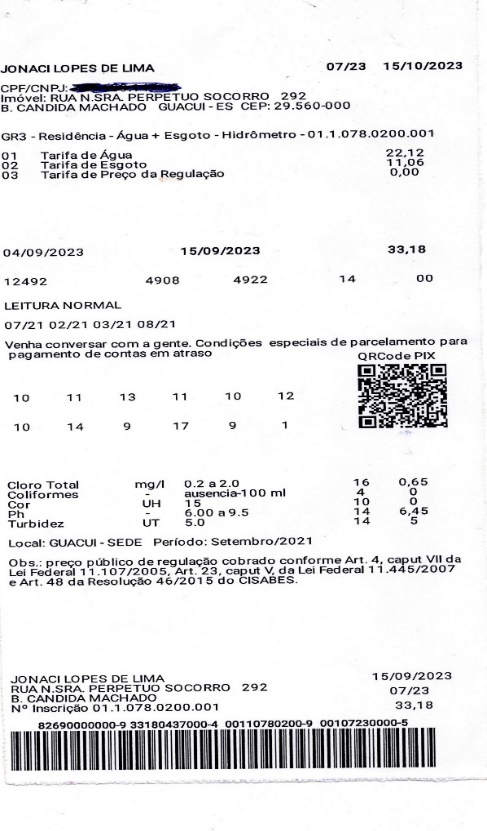 JONACI LOPES DE LIMA 07/23 15/10/2023
CPF/CNPJ:
Imóvel: RUA N.SRA. PERPETUO SOCORRO 292
B. CANDIDA MACHADO GUACUI - ES CEP: 29.560-000
GR3 - Residência - Água + Esgoto - Hidrômetro - 01.1.078.0200.001
01 Tarifa de Água 22,12
02 Tarifa de Esgoto 11,06
03 Tarifa de Preço da Regulação 0,00
04/09/2023 15/09/2023 33,18
12492 4908 4922 14 00
LEITURA NORMAL
07/21 02/21 03/21 08/21
Venha conversar com a gente. Condições especiais de parcelamento para
pagamento de contas em atraso
QRCode PIX
10 11 13 11 10 12
10 14 9 17 9 1
Cloro Total mg/l 0.2 a 2.0 16 0,65
Coliformes - ausencia-100 ml 4 0
Cor UH 15 10 0
Ph - 6.00 a 9.5 14 6,45
Turbidez UT 5.0 14 5
Local: GUACUI - SEDE Período: Setembro/2021
Obs.: preço público de regulação cobrado conforme Art. 4, caput VII da
Lei Federal 11.107/2005, Art. 23, caput V, da Lei Federal 11.445/2007
e Art. 48 da Resolução 46/2015 do CISABES.
JONACI LOPES DE LIMA 15/09/2023
RUA N.SRA. PERPETUO SOCORRO 292 07/23
B. CANDIDA MACHADO
Nº Inscrição 01.1.078.0200.001 33,18
82690000000-9 33180437000-4 00110780200-9 00107230000-5